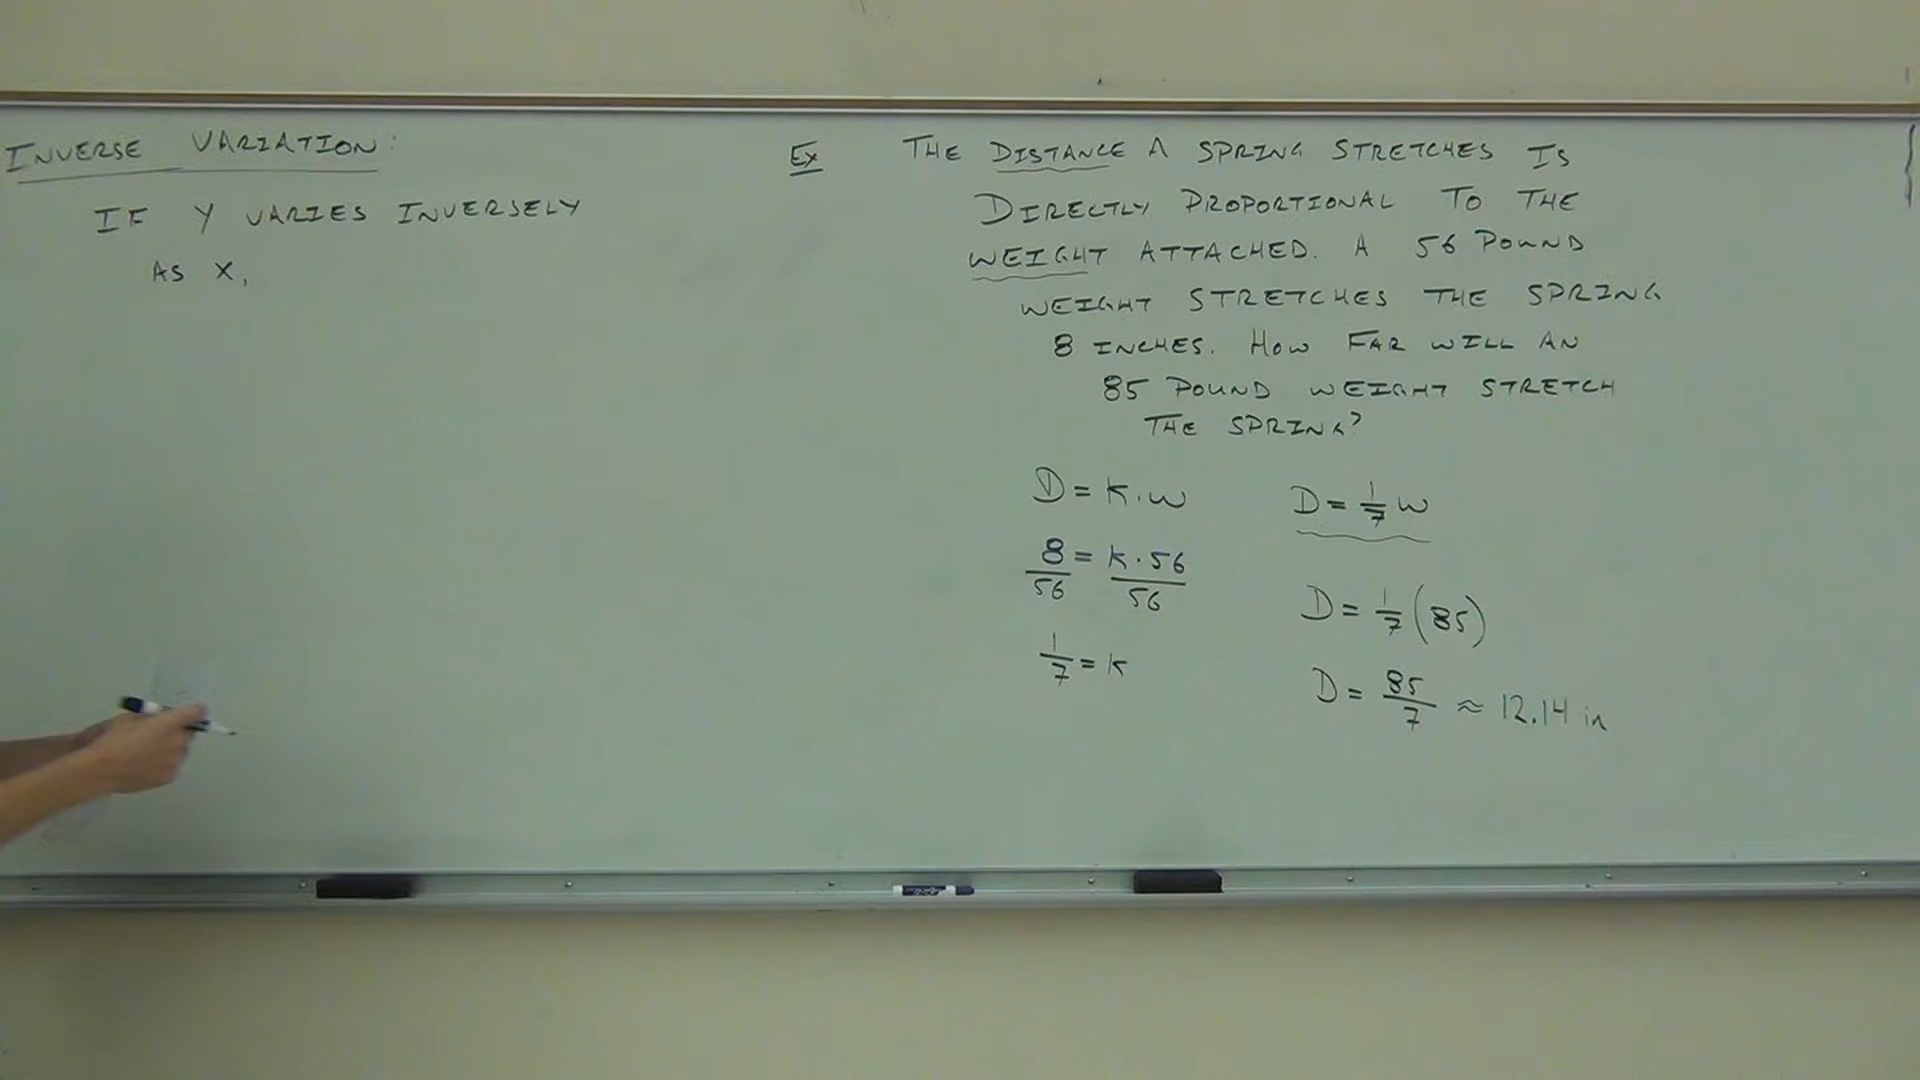 INVERSE VARIATION:
IF Y VARIES INVERSELY
AS X,
Ex THE DISTANCE A SPRING STRETCHES IS
DIRECTLY PROPORTIONAL TO THE
WEIGHT ATTACHED. A 56 POUND
WEIGHT STRETCHES THE SPRING
8 INCHES. HOW FAR WILL AN
85 POUND WEIGHT STRETCH
THE SPRING?
D = K·W
8/56 = K·56/56
1/7 = K
D = 1/7 W
D = 1/7 (85)
D = 85/7 ≈ 12.14 in